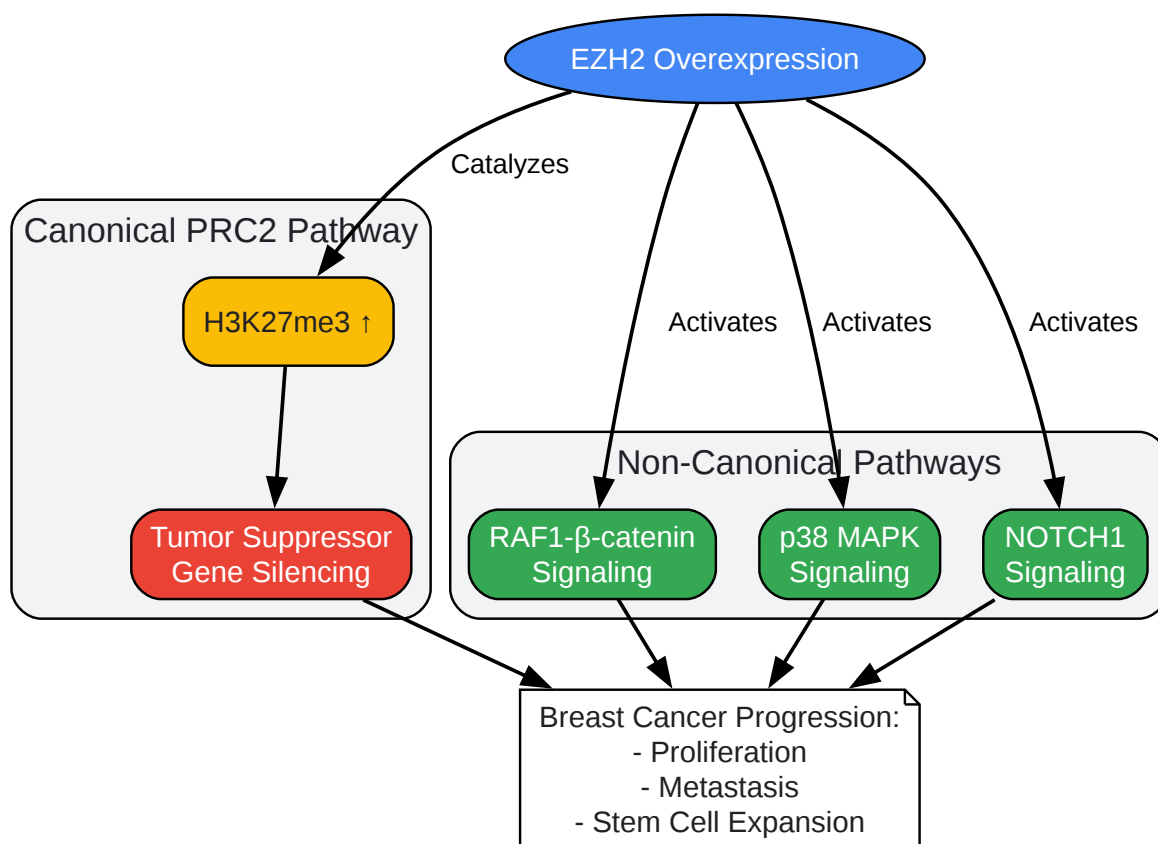 EZH2 Overexpression
Catalyzes
Canonical PRC2 Pathway
H3K27me3 ↑
Activates
Activates
Activates
Non-Canonical Pathways
Tumor Suppressor
Gene Silencing
RAF1-β-catenin
Signaling
p38 MAPK
Signaling
NOTCH1
Signaling
Breast Cancer Progression:
- Proliferation
- Metastasis
- Stem Cell Expansion